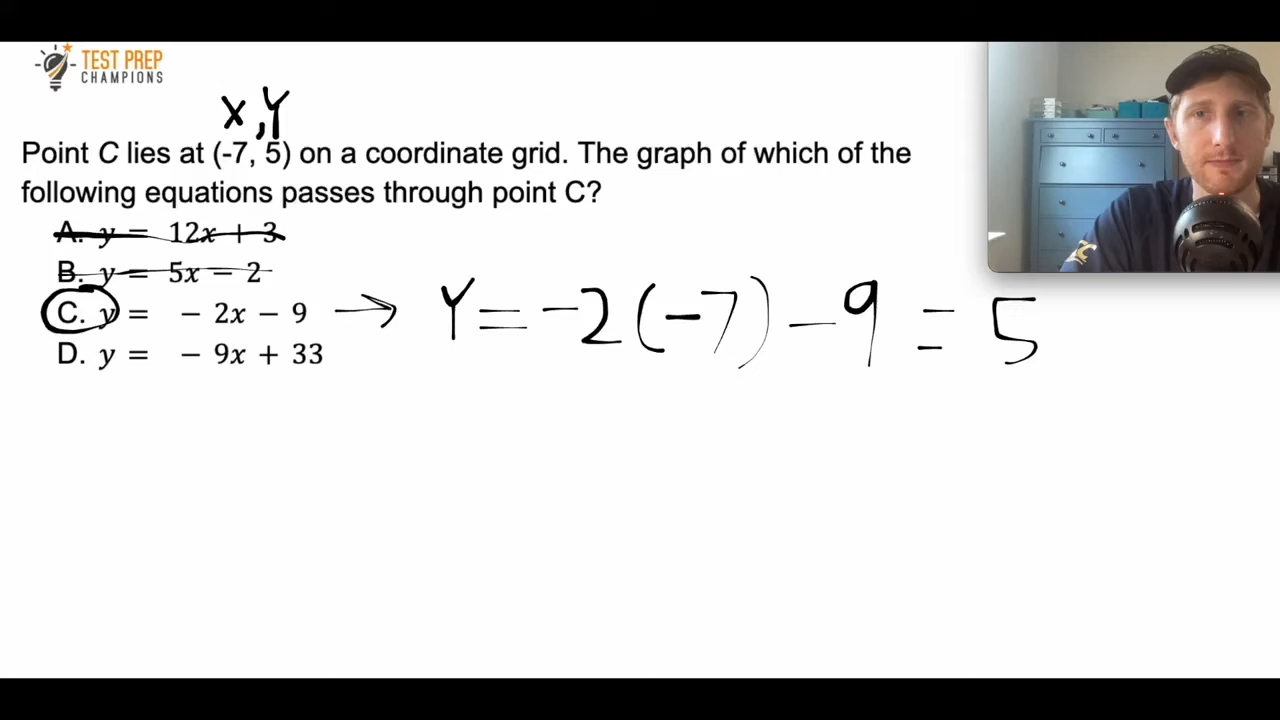 TEST PREP
CHAMPIONS
X, Y
Point C lies at (-7, 5) on a coordinate grid. The graph of which of the
following equations passes through point C?
A. y = 12x + 3
B. y = 5x - 2
C. y = - 2x - 9 → Y = -2(-7) - 9 = 5
D. y = - 9x + 33